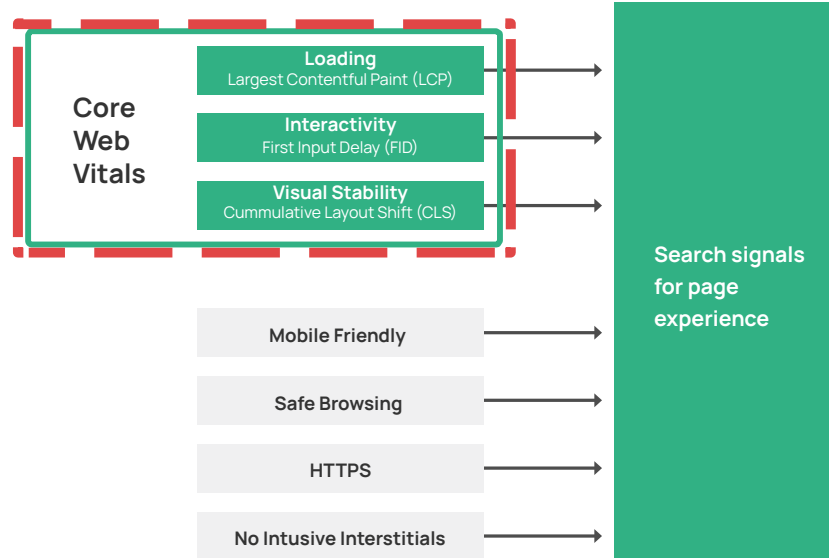 Core
Web
Vitals
Loading
Largest Contentful Paint (LCP)
Interactivity
First Input Delay (FID)
Visual Stability
Cummulative Layout Shift (CLS)
Mobile Friendly
Safe Browsing
HTTPS
No Intusive Interstitials
Search signals
for page
experience